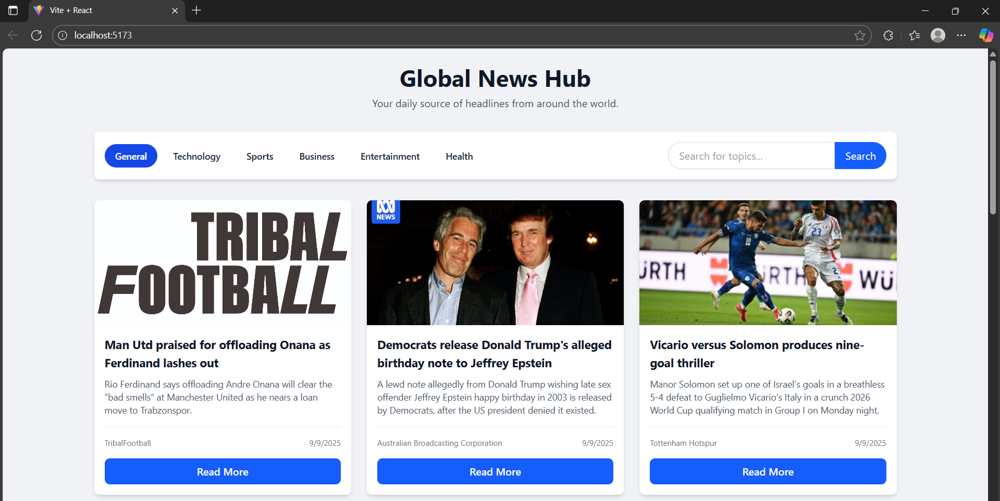 Vite + React
localhost:5173
Global News Hub
Your daily source of headlines from around the world.
General
Technology
Sports
Business
Entertainment
Health
Search for topics...
Search
TRIBAL
FOOTBALL
Man Utd praised for offloading Onana as
Ferdinand lashes out
Rio Ferdinand says offloading Andre Onana will clear the
“bad smells” at Manchester United as he nears a loan
move to Trabzonspor.
TribalFootball
9/9/2025
Read More
NEWS
Democrats release Donald Trump's alleged
birthday note to Jeffrey Epstein
A lewd note allegedly from Donald Trump wishing late sex
offender Jeffrey Epstein happy birthday in 2003 is released
by Democrats, after the US president denied it existed.
Australian Broadcasting Corporation
9/9/2025
Read More
ÜRTH
ÜRTH
WÜ
10
23
Vicario versus Solomon produces nine-
goal thriller
Manor Solomon set up one of Israel’s goals in a breathless
5-4 defeat to Guglielmo Vicario’s Italy in a crunch 2026
World Cup qualifying match in Group I on Monday night.
Tottenham Hotspur
9/9/2025
Read More